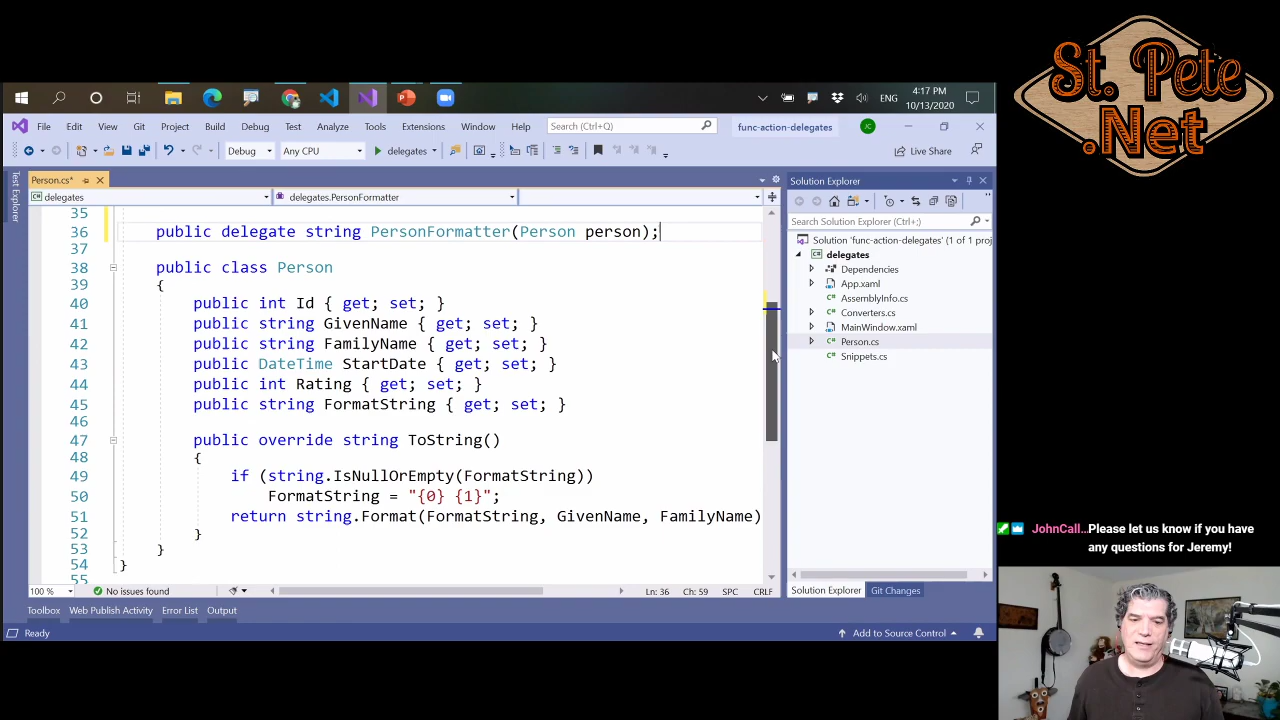 St. Pete
.Net
4:17 PM
ENG
10/13/2020
File Edit View Git Project Build Debug Test Analyze Tools Extensions Window Help Search (Ctrl+Q) func-action-delegates JC
Debug Any CPU delegates Live Share
Test Explorer
Person.cs*
delegates delegates.PersonFormatter
35
36 public delegate string PersonFormatter(Person person);
37
38 public class Person
39 {
40 public int Id { get; set; }
41 public string GivenName { get; set; }
42 public string FamilyName { get; set; }
43 public DateTime StartDate { get; set; }
44 public int Rating { get; set; }
45 public string FormatString { get; set; }
46
47 public override string ToString()
48 {
49 if (string.IsNullOrEmpty(FormatString))
50 FormatString = "{0} {1}";
51 return string.Format(FormatString, GivenName, FamilyName)
52 }
53 }
54 }
55
100 % No issues found Ln: 36 Ch: 59 SPC CRLF
Solution Explorer
Search Solution Explorer (Ctrl+;)
Solution 'func-action-delegates' (1 of 1 proj
delegates
Dependencies
App.xaml
AssemblyInfo.cs
Converters.cs
MainWindow.xaml
Person.cs
Snippets.cs
Solution Explorer Git Changes
Toolbox Web Publish Activity Error List Output
Ready Add to Source Control
JohnCall... Please let us know if you have
any questions for Jeremy!